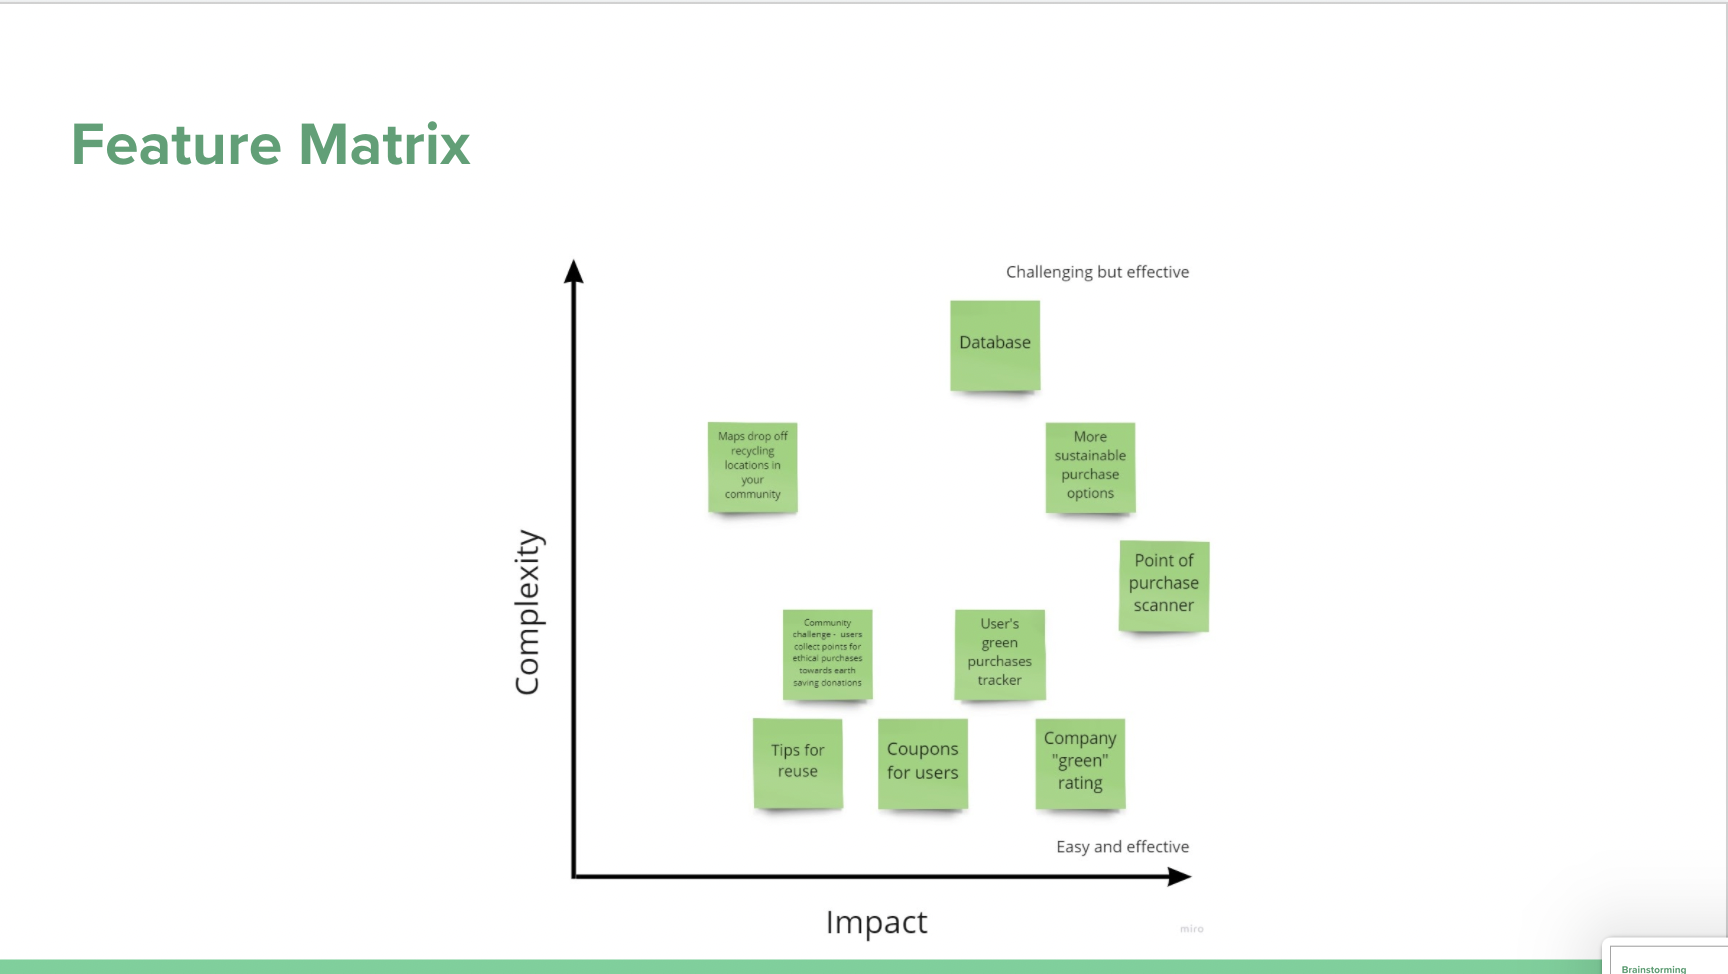 Feature Matrix
Challenging but effective
Database
Maps drop off
recycling
locations in
your
community
More
sustainable
purchase
options
Point of
purchase
scanner
Complexity
Community
challenge - users
collect points for
ethical purchases
towards earth
saving donations
User's
green
purchases
tracker
Tips for
reuse
Coupons
for users
Company
"green"
rating
Easy and effective
Impact
miro
Brainstorming